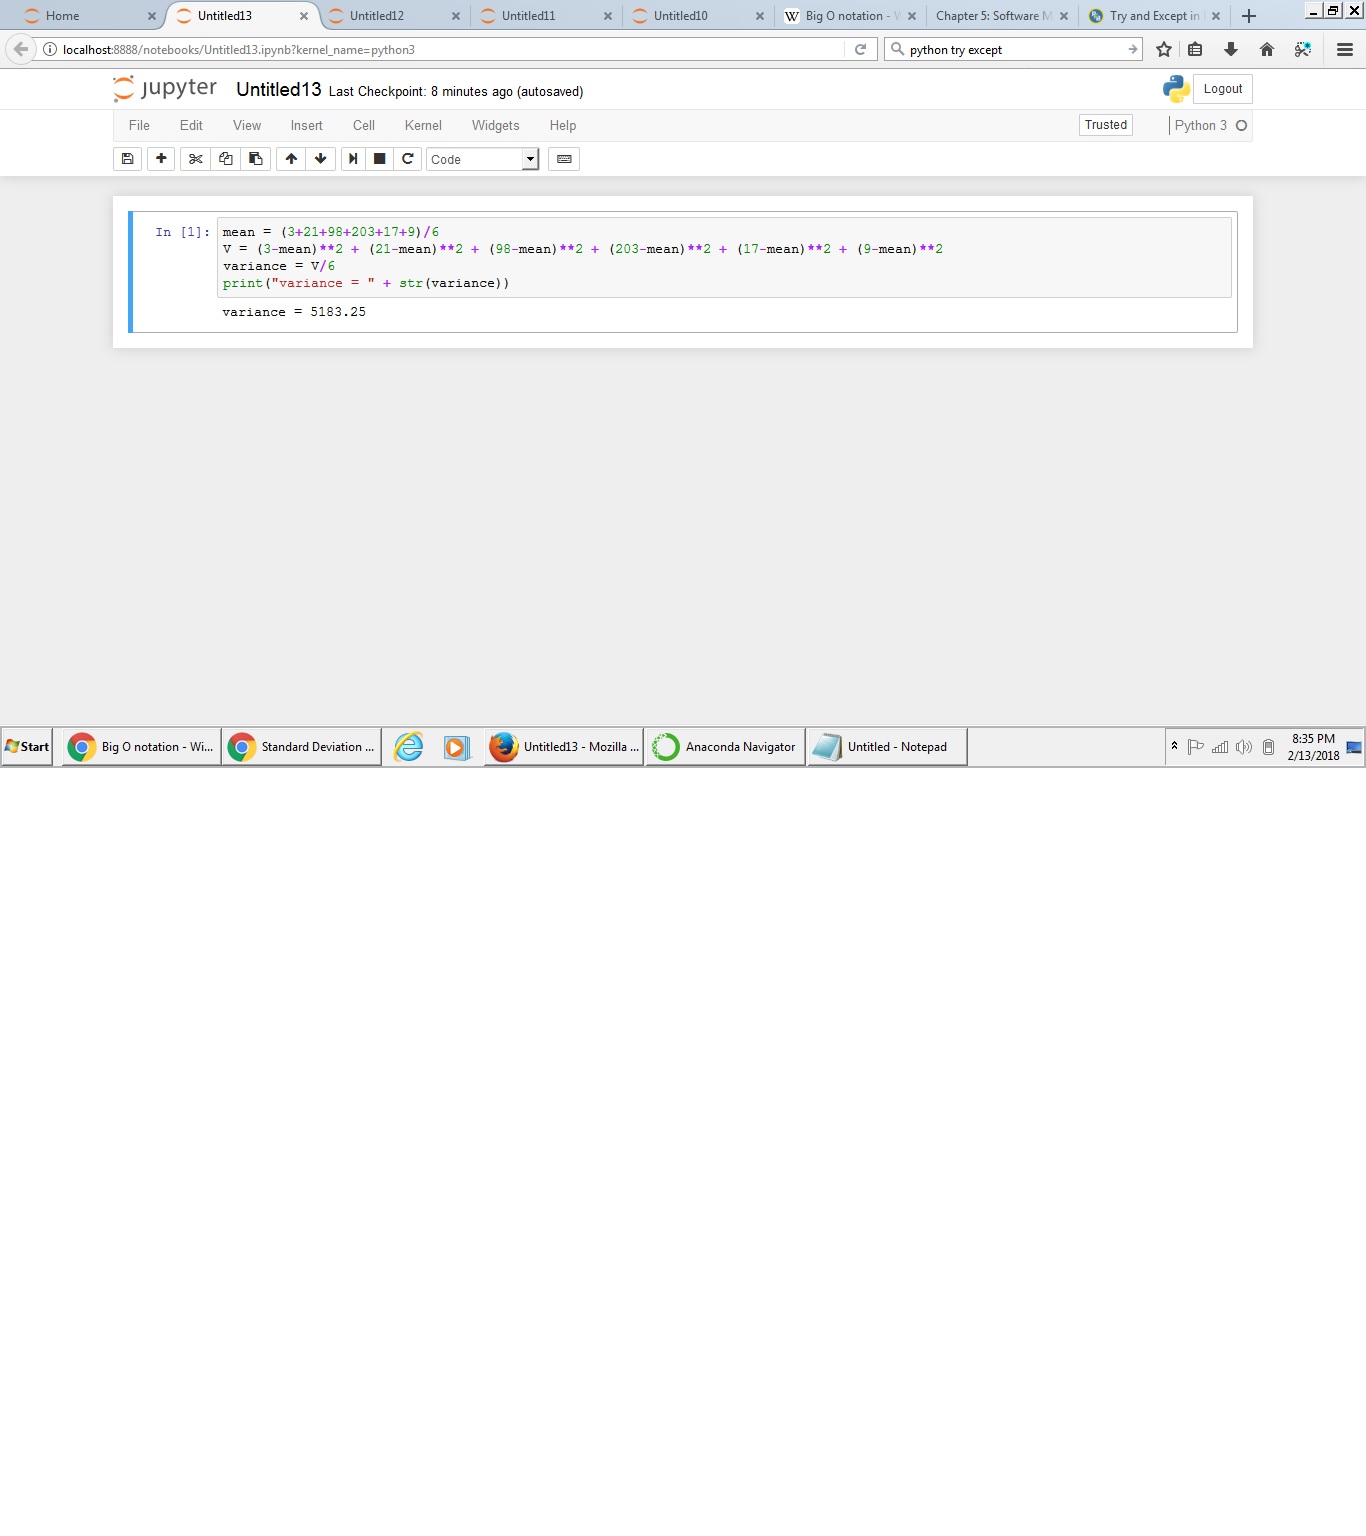 Home
Untitled13
Untitled12
Untitled11
Untitled10
W Big O notation - W
Chapter 5: Software M
Try and Except in
localhost:8888/notebooks/Untitled13.ipynb?kernel_name=python3
python try except
jupyter Untitled13 Last Checkpoint: 8 minutes ago (autosaved)
Logout
File Edit View Insert Cell Kernel Widgets Help
Trusted
Python 3
Code
In [1]: mean = (3+21+98+203+17+9)/6
V = (3-mean)**2 + (21-mean)**2 + (98-mean)**2 + (203-mean)**2 + (17-mean)**2 + (9-mean)**2
variance = V/6
print("variance = " + str(variance))
variance = 5183.25
Start
Big O notation - Wi...
Standard Deviation ...
Untitled13 - Mozilla ...
Anaconda Navigator
Untitled - Notepad
8:35 PM
2/13/2018